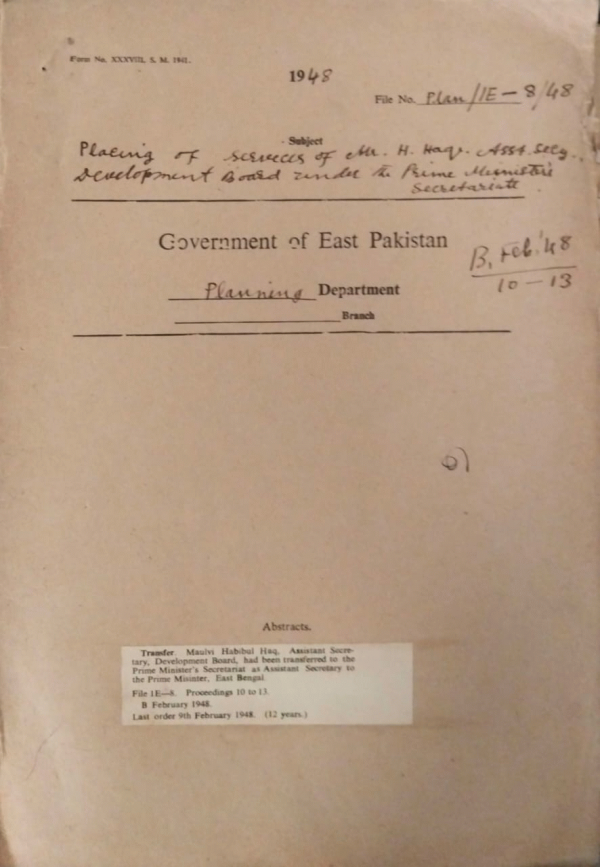 Form No. XXXVIII, S. M. 1941.
1948
File No. Plan/IE-8/48
Subject
Placing of services of Mr. H. Haq. Asst. Secy.
Development Board under the Prime Minister's
Secretariat.
Government of East Pakistan
B, Feb.'48
10-13
Planning Department
Branch
Abstracts.
Transfer. Maulvi Habibul Haq, Assistant Secre-
tary, Development Board, had been transferred to the
Prime Minister's Secretariat as Assistant Secretary to
the Prime Minister, East Bengal.
File 1E—8. Proceedings 10 to 13.
B February 1948.
Last order 9th February 1948. (12 years.)